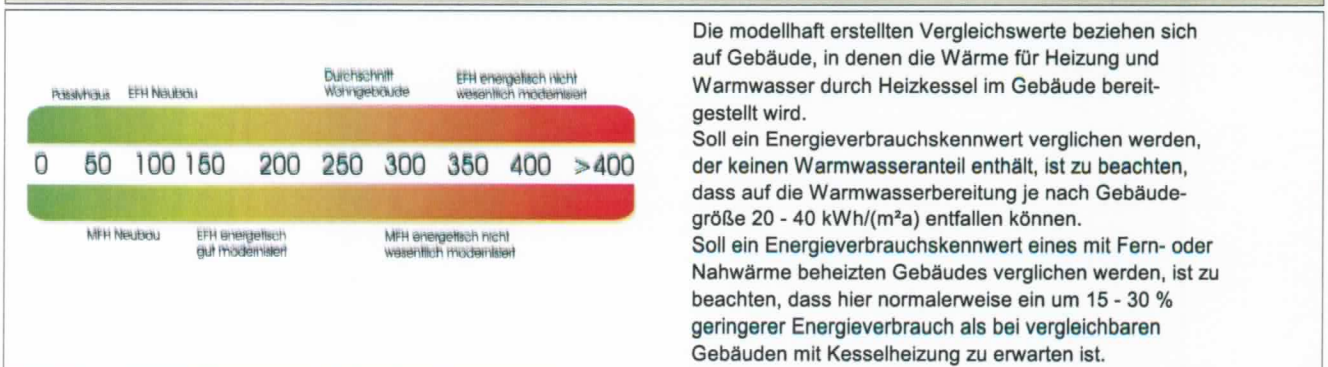 Durchschnitt EFH energetisch nicht
Passivhaus EFH Neubau Wohngebäude wesentlich modernisiert
0 50 100 150 200 250 300 350 400 >400
MFH Neubau EFH energetisch MFH energetisch nicht
gut modernisiert wesentlich modernisiert
Die modellhaft erstellten Vergleichswerte beziehen sich
auf Gebäude, in denen die Wärme für Heizung und
Warmwasser durch Heizkessel im Gebäude bereit-
gestellt wird.
Soll ein Energieverbrauchskennwert verglichen werden,
der keinen Warmwasseranteil enthält, ist zu beachten,
dass auf die Warmwasserbereitung je nach Gebäude-
größe 20 - 40 kWh/(m²a) entfallen können.
Soll ein Energieverbrauchskennwert eines mit Fern- oder
Nahwärme beheizten Gebäudes verglichen werden, ist zu
beachten, dass hier normalerweise ein um 15 - 30 %
geringerer Energieverbrauch als bei vergleichbaren
Gebäuden mit Kesselheizung zu erwarten ist.